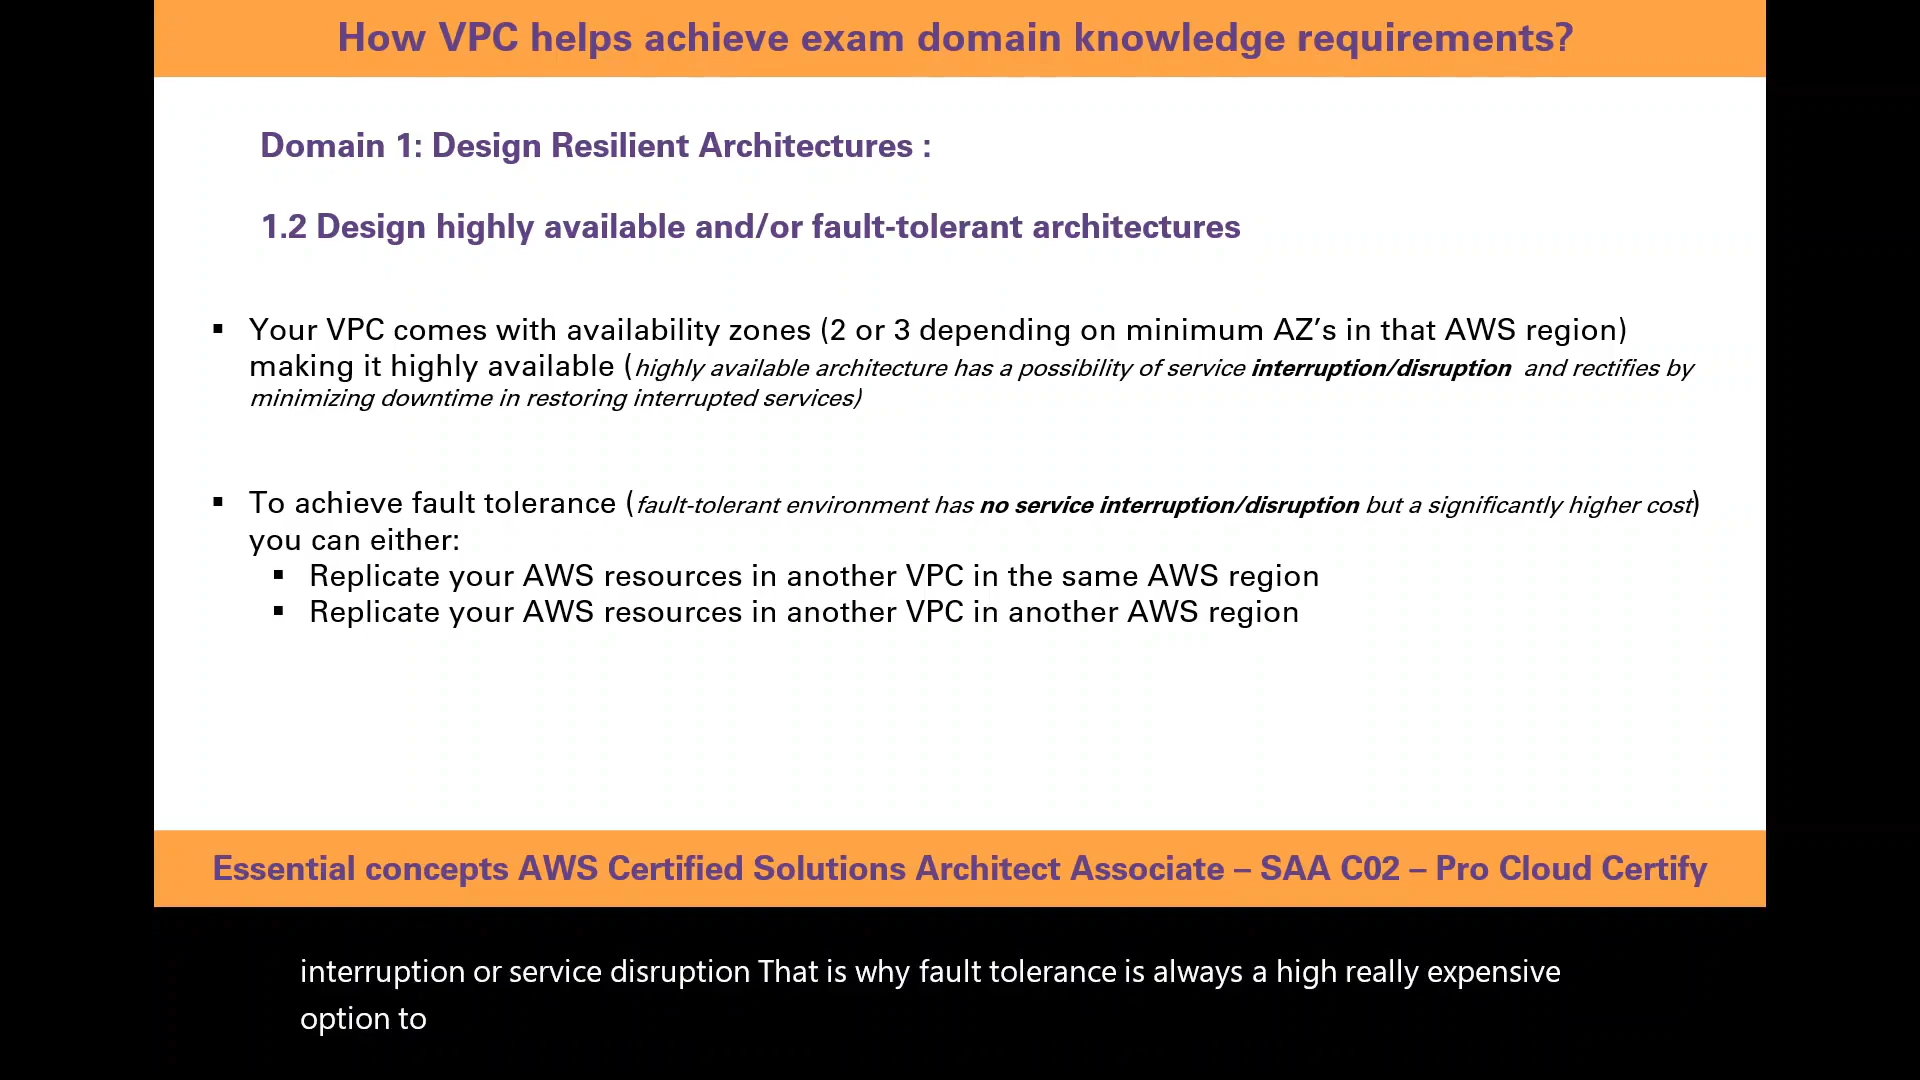 How VPC helps achieve exam domain knowledge requirements?
Domain 1: Design Resilient Architectures :
1.2 Design highly available and/or fault-tolerant architectures
▪ Your VPC comes with availability zones (2 or 3 depending on minimum AZ’s in that AWS region)
making it highly available (highly available architecture has a possibility of service interruption/disruption and rectifies by
minimizing downtime in restoring interrupted services)
▪ To achieve fault tolerance (fault-tolerant environment has no service interruption/disruption but a significantly higher cost)
you can either:
▪ Replicate your AWS resources in another VPC in the same AWS region
▪ Replicate your AWS resources in another VPC in another AWS region
Essential concepts AWS Certified Solutions Architect Associate – SAA C02 – Pro Cloud Certify
interruption or service disruption That is why fault tolerance is always a high really expensive
option to